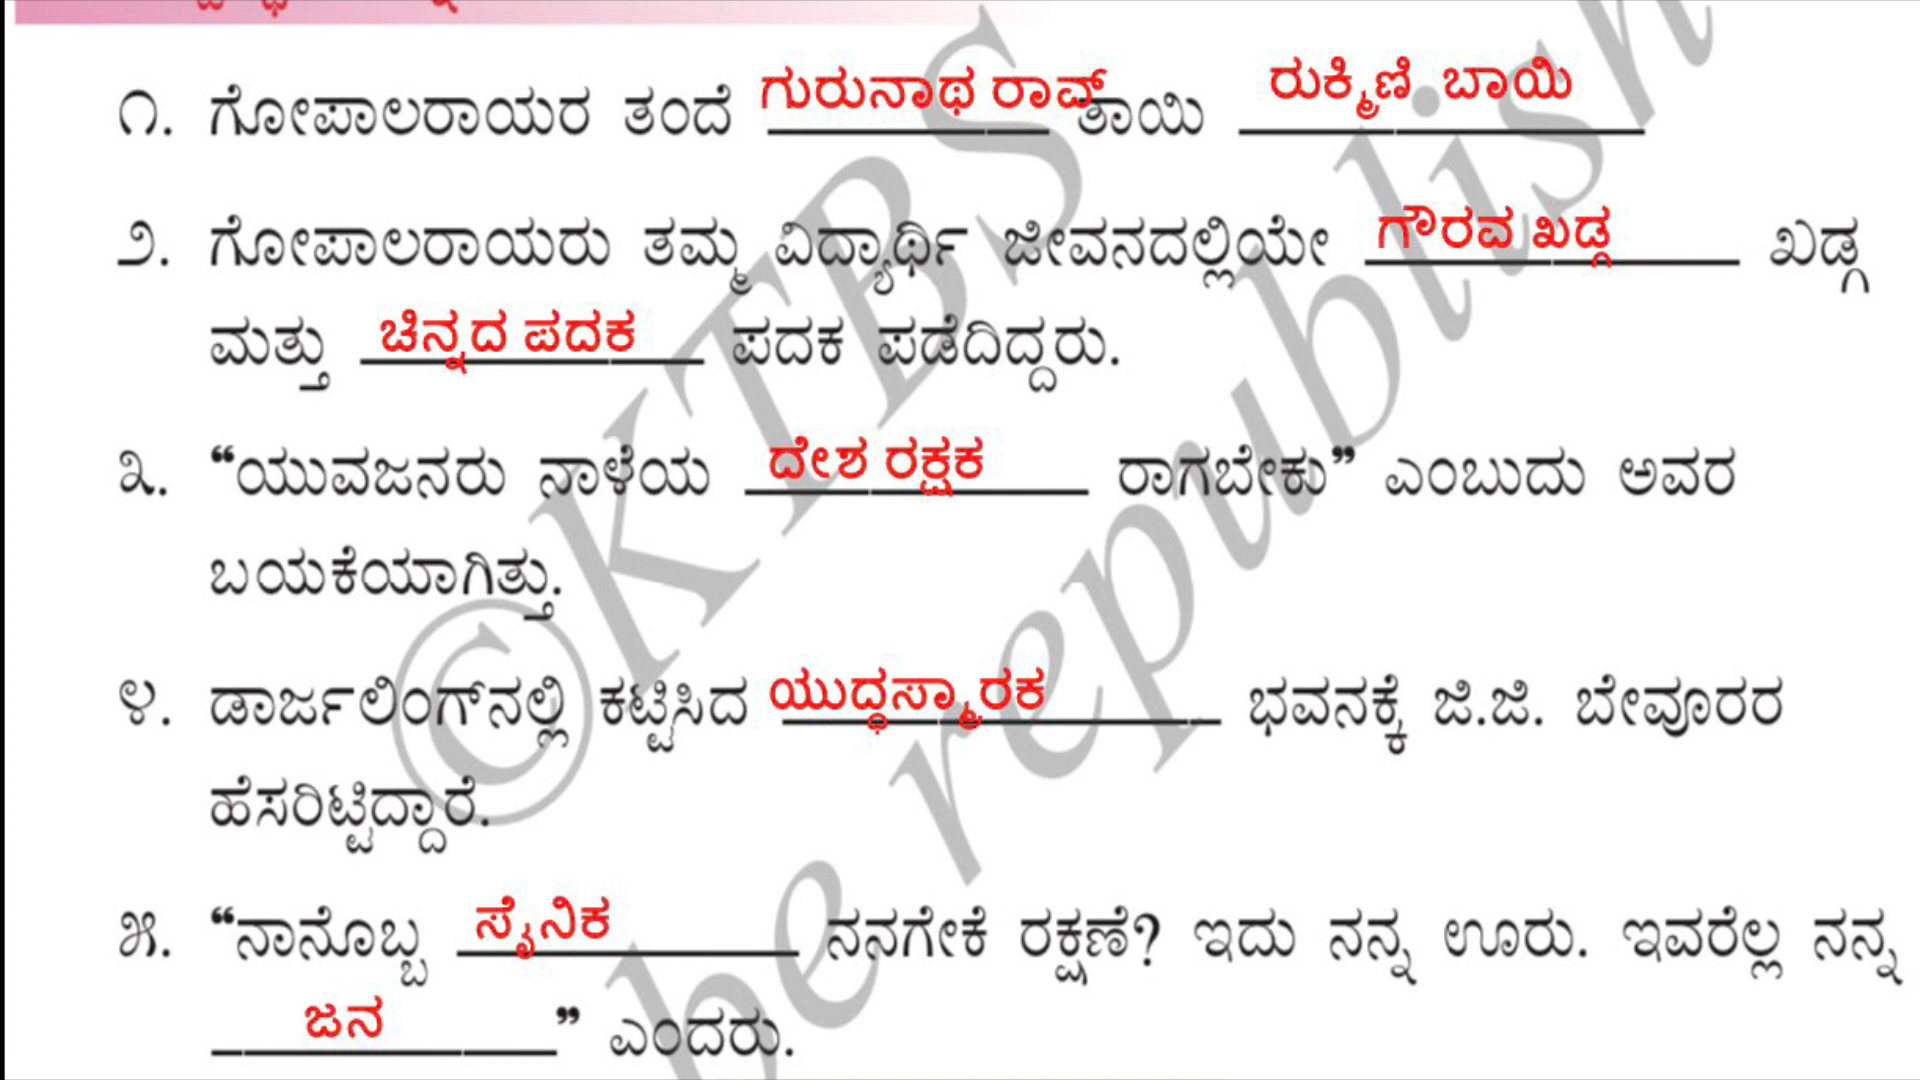 ೧. ಗೋಪಾಲರಾಯರ ತಂದೆ ಗುರುನಾಥ ರಾವ್ ತಾಯಿ ರುಕ್ಮಿಣಿ ಬಾಯಿ
೨. ಗೋಪಾಲರಾಯರು ತಮ್ಮ ವಿದ್ಯಾರ್ಥಿ ಜೀವನದಲ್ಲಿಯೇ ಗೌರವ ಖಡ್ಗ ಖಡ್ಗ
ಮತ್ತು ಚಿನ್ನದ ಪದಕ ಪದಕ ಪಡೆದಿದ್ದರು.
೩. “ಯುವಜನರು ನಾಳೆಯ ದೇಶ ರಕ್ಷಕ ರಾಗಬೇಕು” ಎಂಬುದು ಅವರ
ಬಯಕೆಯಾಗಿತ್ತು.
೪. ಡಾರ್ಜಲಿಂಗ್‌ನಲ್ಲಿ ಕಟ್ಟಿಸಿದ ಯುದ್ಧಸ್ಮಾರಕ ಭವನಕ್ಕೆ ಜಿ.ಜಿ. ಬೇವೂರರ
ಹೆಸರಿಟ್ಟಿದ್ದಾರೆ.
೫. “ನಾನೊಬ್ಬ ಸೈನಿಕ ನನಗೇಕೆ ರಕ್ಷಣೆ? ಇದು ನನ್ನ ಊರು. ಇವರೆಲ್ಲ ನನ್ನ
ಜನ ” ಎಂದರು.
©KTBS
be republish